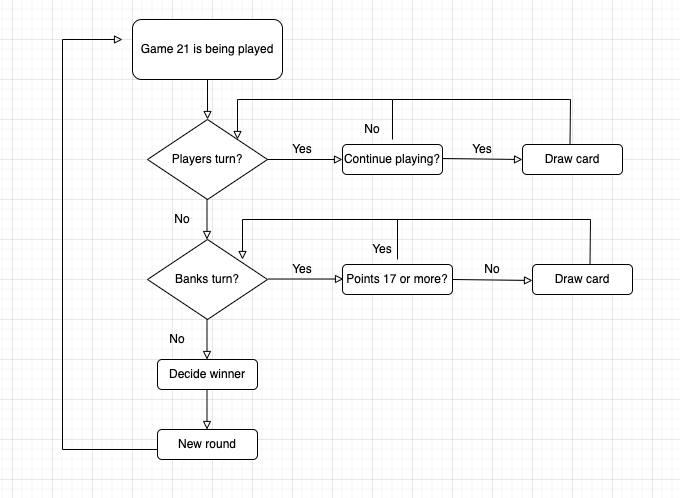 Game 21 is being played
No
Players turn?
Yes
Continue playing?
Yes
Draw card
No
Yes
Banks turn?
Yes
Points 17 or more?
No
Draw card
No
Decide winner
New round